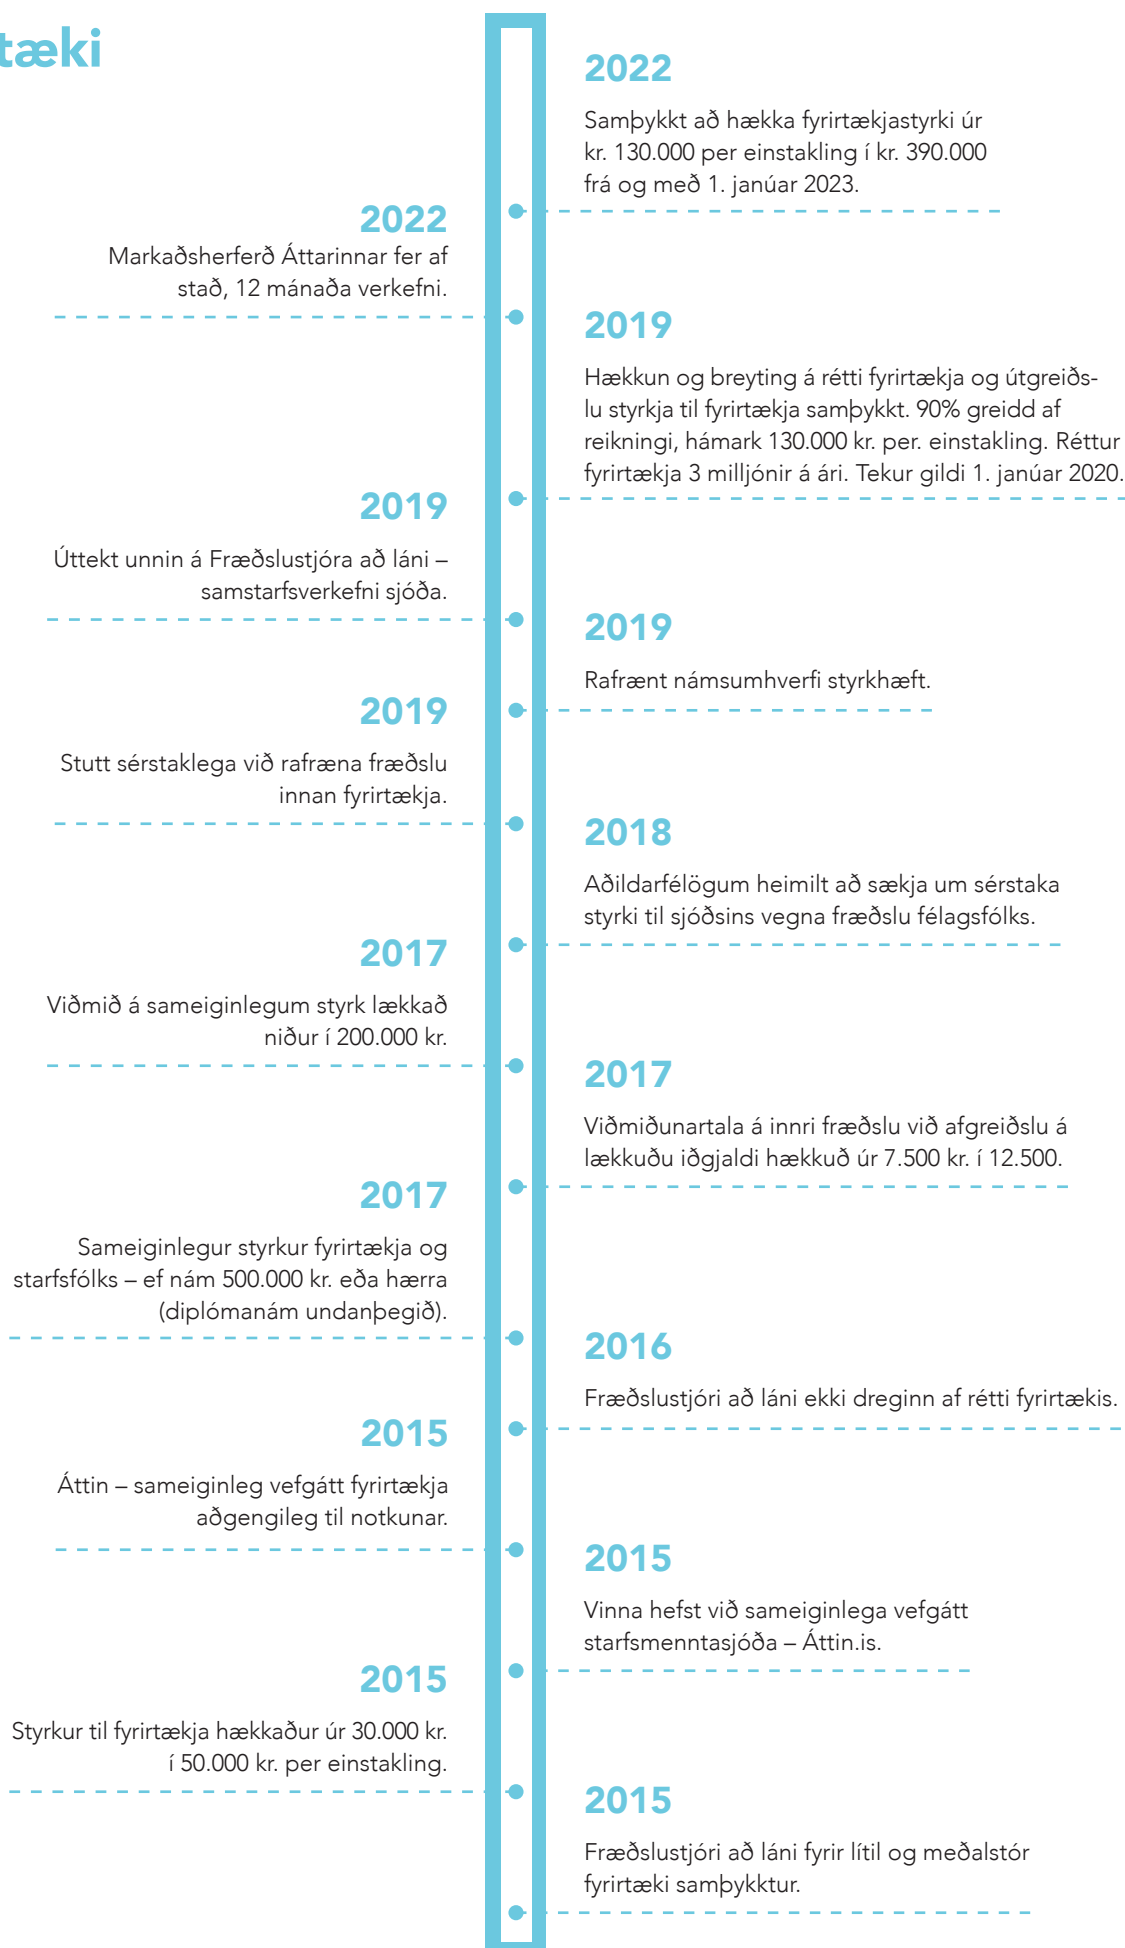 tæki
2022
Samþykkt að hækka fyrirtækjastyrki úr
kr. 130.000 per einstakling í kr. 390.000
frá og með 1. janúar 2023.
2022
Markaðsherferð Áttarinnar fer af
stað, 12 mánaða verkefni.
2019
Hækkun og breyting á rétti fyrirtækja og útgreiðs-
lu styrkja til fyrirtækja samþykkt. 90% greidd af
reikningi, hámark 130.000 kr. per. einstakling. Réttur
fyrirtækja 3 milljónir á ári. Tekur gildi 1. janúar 2020.
2019
Úttekt unnin á Fræðslustjóra að láni –
samstarfsverkefni sjóða.
2019
Rafrænt námsumhverfi styrkhæft.
2019
Stutt sérstaklega við rafræna fræðslu
innan fyrirtækja.
2018
Aðildarfélögum heimilt að sækja um sérstaka
styrki til sjóðsins vegna fræðslu félagsfólks.
2017
Viðmið á sameiginlegum styrk lækkað
niður í 200.000 kr.
2017
Viðmiðunartala á innri fræðslu við afgreiðslu á
lækkuðu iðgjaldi hækkuð úr 7.500 kr. í 12.500.
2017
Sameiginlegur styrkur fyrirtækja og
starfsfólks – ef nám 500.000 kr. eða hærra
(diplómanám undanþegið).
2016
Fræðslustjóri að láni ekki dreginn af rétti fyrirtækis.
2015
Áttin – sameiginleg vefgátt fyrirtækja
aðgengileg til notkunar.
2015
Vinna hefst við sameiginlega vefgátt
starfsmenntasjóða – Áttin.is.
2015
Styrkur til fyrirtækja hækkaður úr 30.000 kr.
í 50.000 kr. per einstakling.
2015
Fræðslustjóri að láni fyrir lítil og meðalstór
fyrirtæki samþykktur.